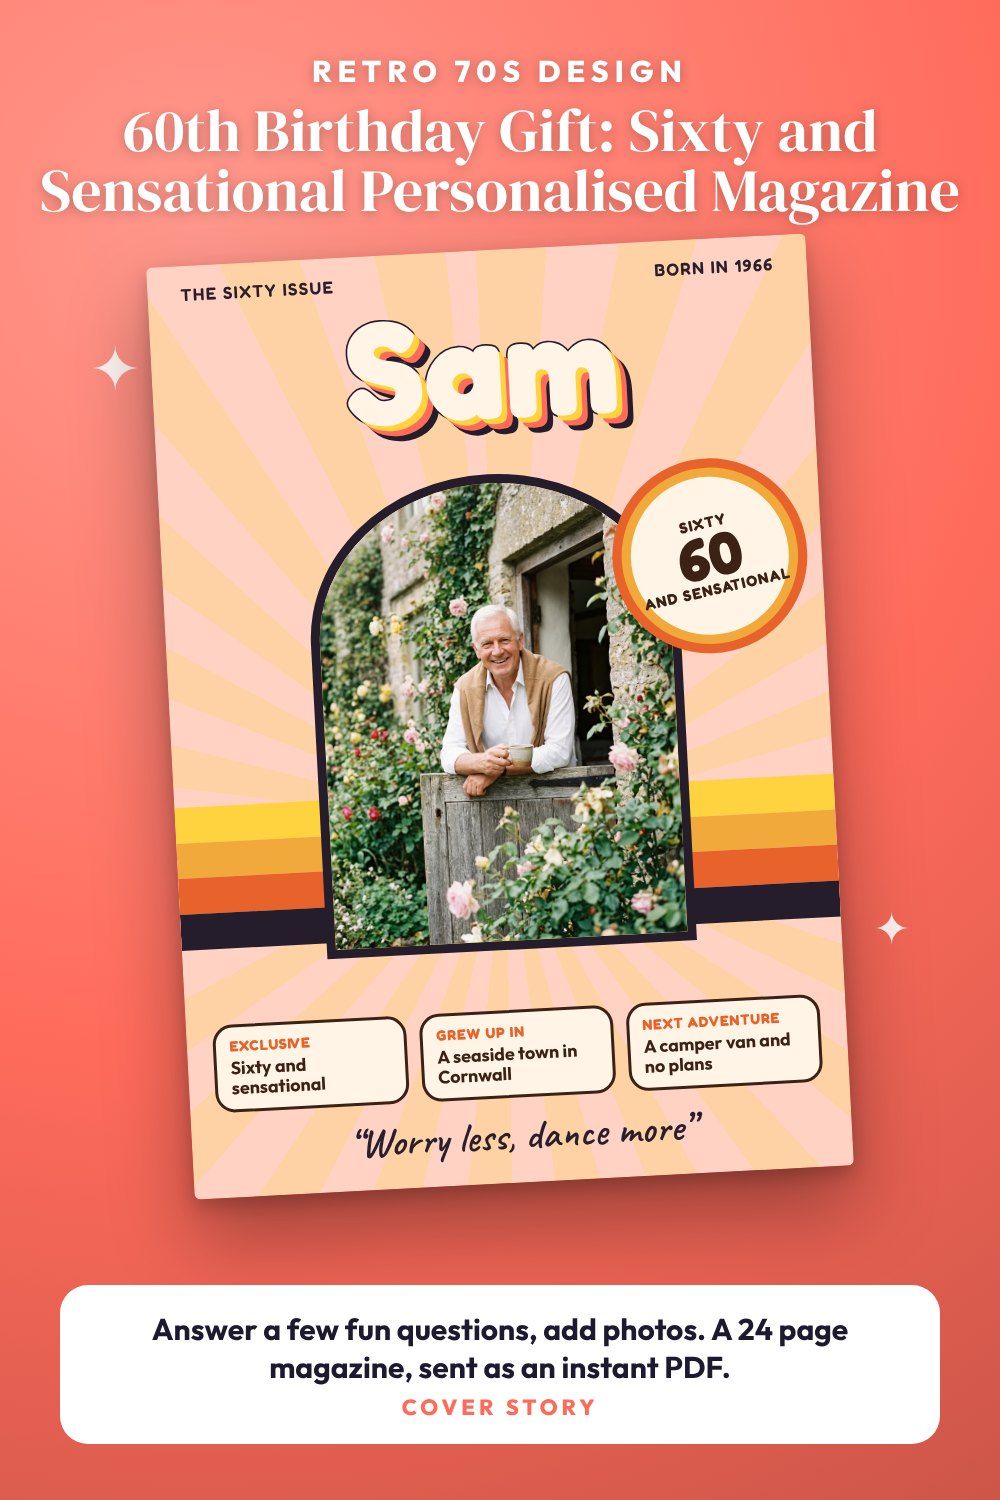 RETRO 70S DESIGN
60th Birthday Gift: Sixty and
Sensational Personalised Magazine
THE SIXTY ISSUE
BORN IN 1966
Sam
SIXTY
60
AND SENSATIONAL
EXCLUSIVE
Sixty and
sensational
GREW UP IN
A seaside town in
Cornwall
NEXT ADVENTURE
A camper van and
no plans
“Worry less, dance more”
Answer a few fun questions, add photos. A 24 page
magazine, sent as an instant PDF.
COVER STORY